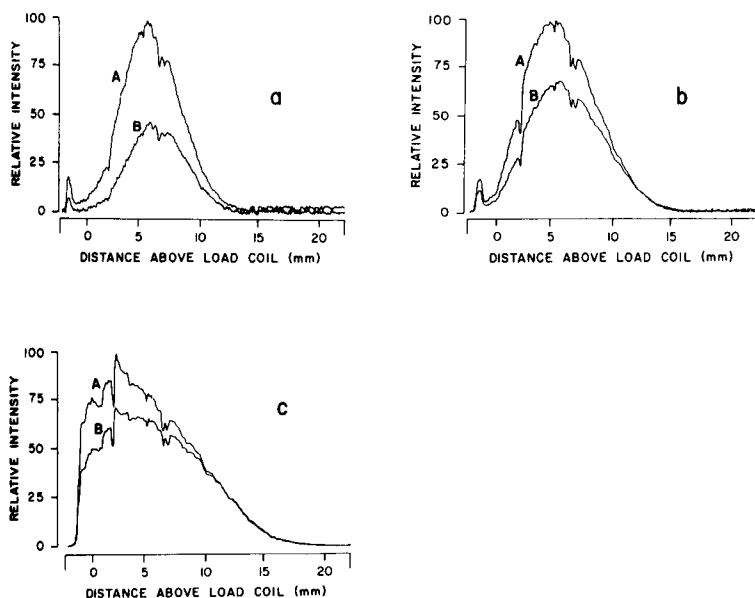 100
75
50
25
0
RELATIVE INTENSITY
A
B
a
0 5 10 15 20
DISTANCE ABOVE LOAD COIL (mm)
100
75
50
25
0
RELATIVE INTENSITY
A
B
b
0 5 10 15 20
DISTANCE ABOVE LOAD COIL (mm)
100
75
50
25
0
RELATIVE INTENSITY
A
B
c
0 5 10 15 20
DISTANCE ABOVE LOAD COIL (mm)